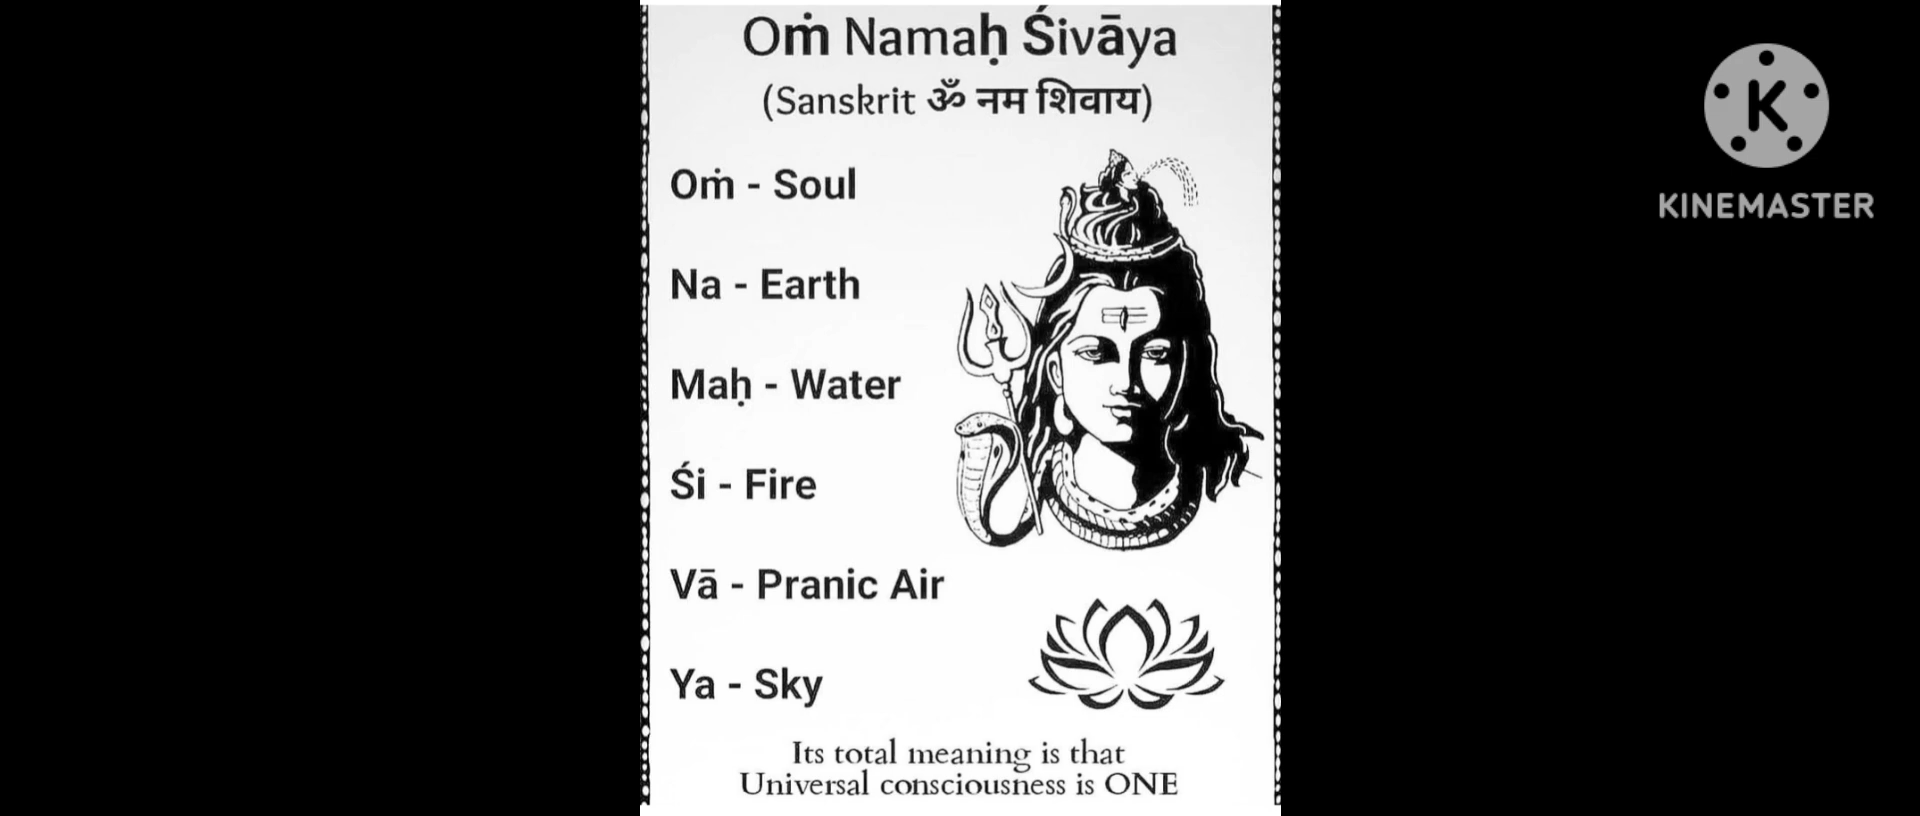 Oṁ Namaḥ Śivāya
(Sanskrit ॐ नम शिवाय)
Oṁ - Soul
Na - Earth
Maḥ - Water
Śi - Fire
Vā - Pranic Air
Ya - Sky
Its total meaning is that
Universal consciousness is ONE
K
KINEMASTER